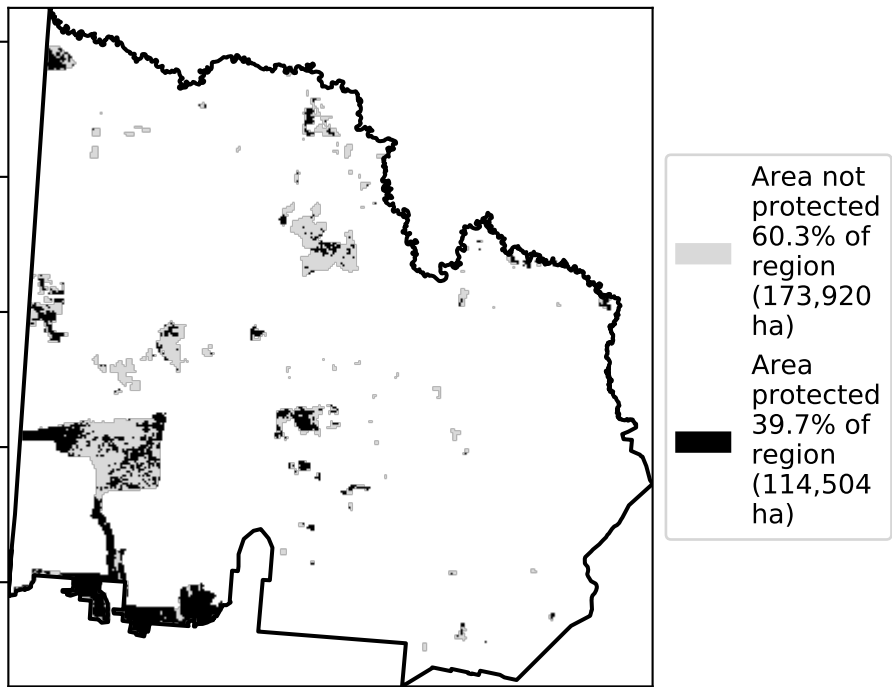 Area not
protected
60.3% of
region
(173,920
ha)
Area
protected
39.7% of
region
(114,504
ha)